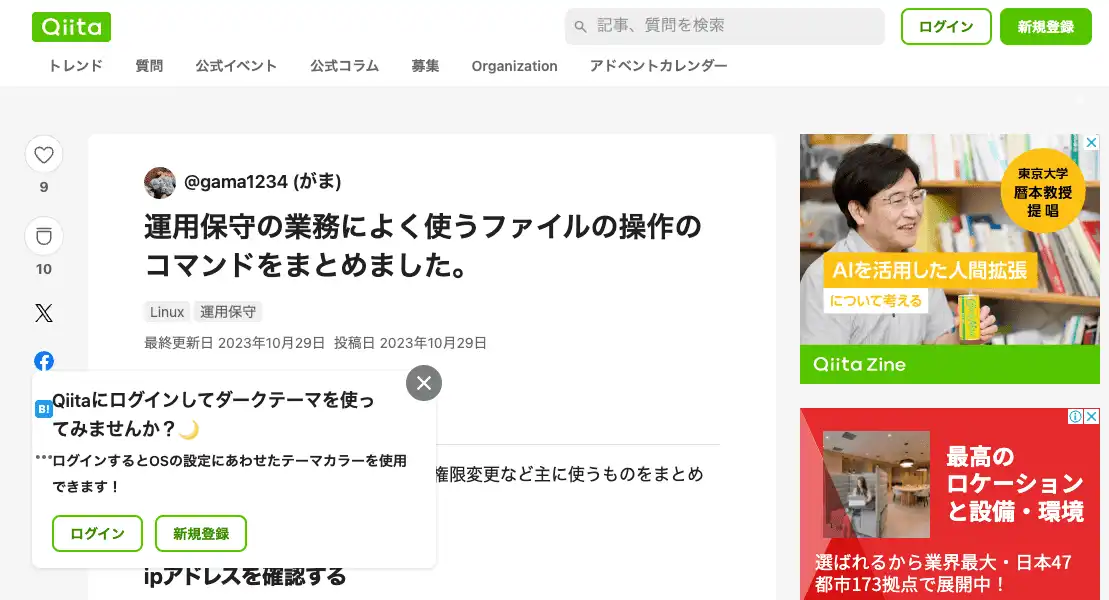 Qiita
記事、質問を検索
ログイン
新規登録
トレンド 質問 公式イベント 公式コラム 募集 Organization アドベントカレンダー
9
10
@gama1234 (がま)
運用保守の業務によく使うファイルの操作の
コマンドをまとめました。
Linux 運用保守
最終更新日 2023年10月29日 投稿日 2023年10月29日
B!
Qiitaにログインしてダークテーマを使っ
てみませんか？🌙
ログインするとOSの設定にあわせたテーマカラーを使用
できます！
ログイン 新規登録
権限変更など主に使うものをまとめ
ipアドレスを確認する
東京大学
暦本教授
提唱
AIを活用した人間拡張
について考える
Qiita Zine
最高の
ロケーション
と設備・環境
選ばれるから業界最大・日本47
都市173拠点で展開中！